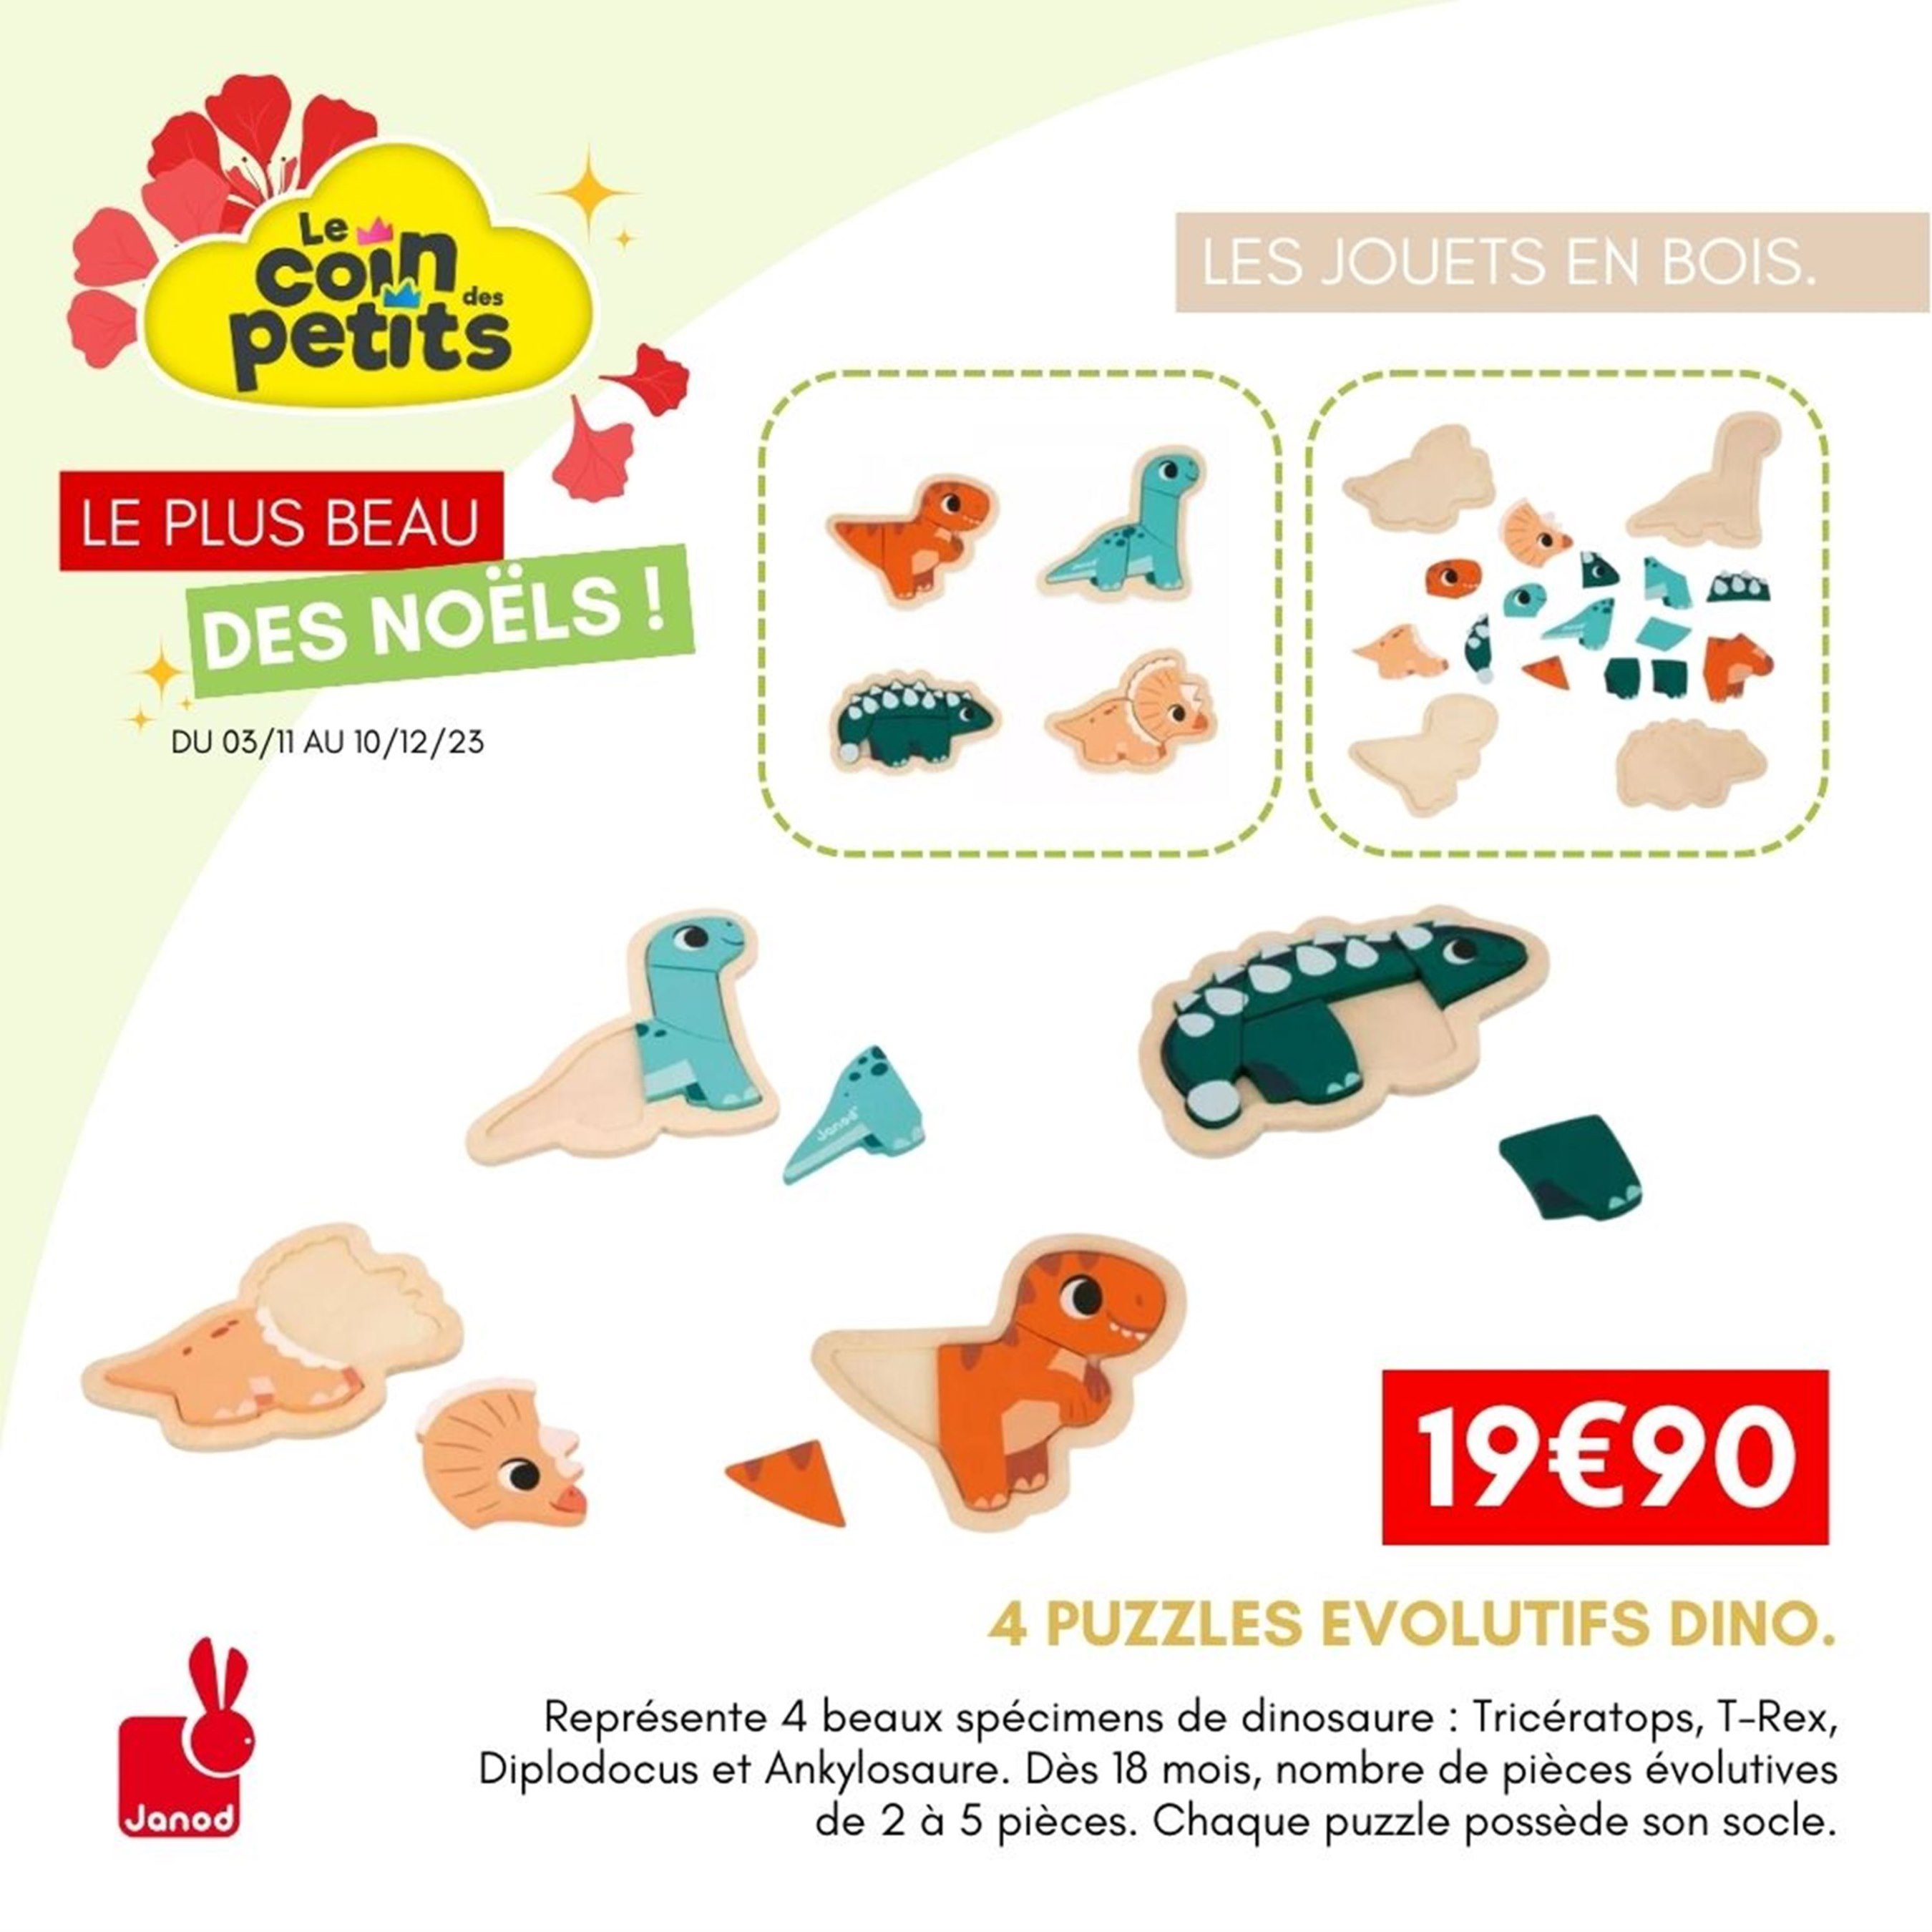 Le
coin
des
petits
LE PLUS BEAU
DES NOËLS !
DU 03/11 AU 10/12/23
LES JOUETS EN BOIS.
Janod
Janod
19€90
4 PUZZLES EVOLUTIFS DINO.
Représente 4 beaux spécimens de dinosaure : Tricératops, T-Rex,
Diplodocus et Ankylosaure. Dès 18 mois, nombre de pièces évolutives
de 2 à 5 pièces. Chaque puzzle possède son socle.
Janod